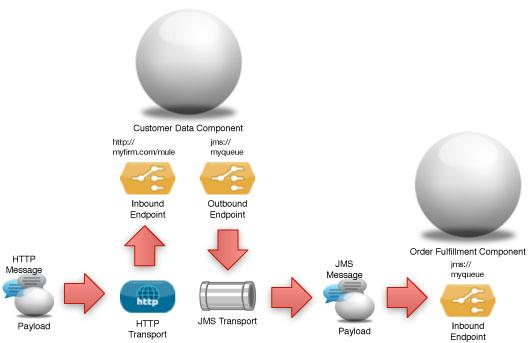 Customer Data Component
http://
myfirm.com/mule
jms://
myqueue
Inbound
Endpoint
Outbound
Endpoint
Order Fulfillment Component
jms://
myqueue
HTTP
Message
Payload
http
HTTP
Transport
JMS Transport
JMS
Message
Payload
Inbound
Endpoint